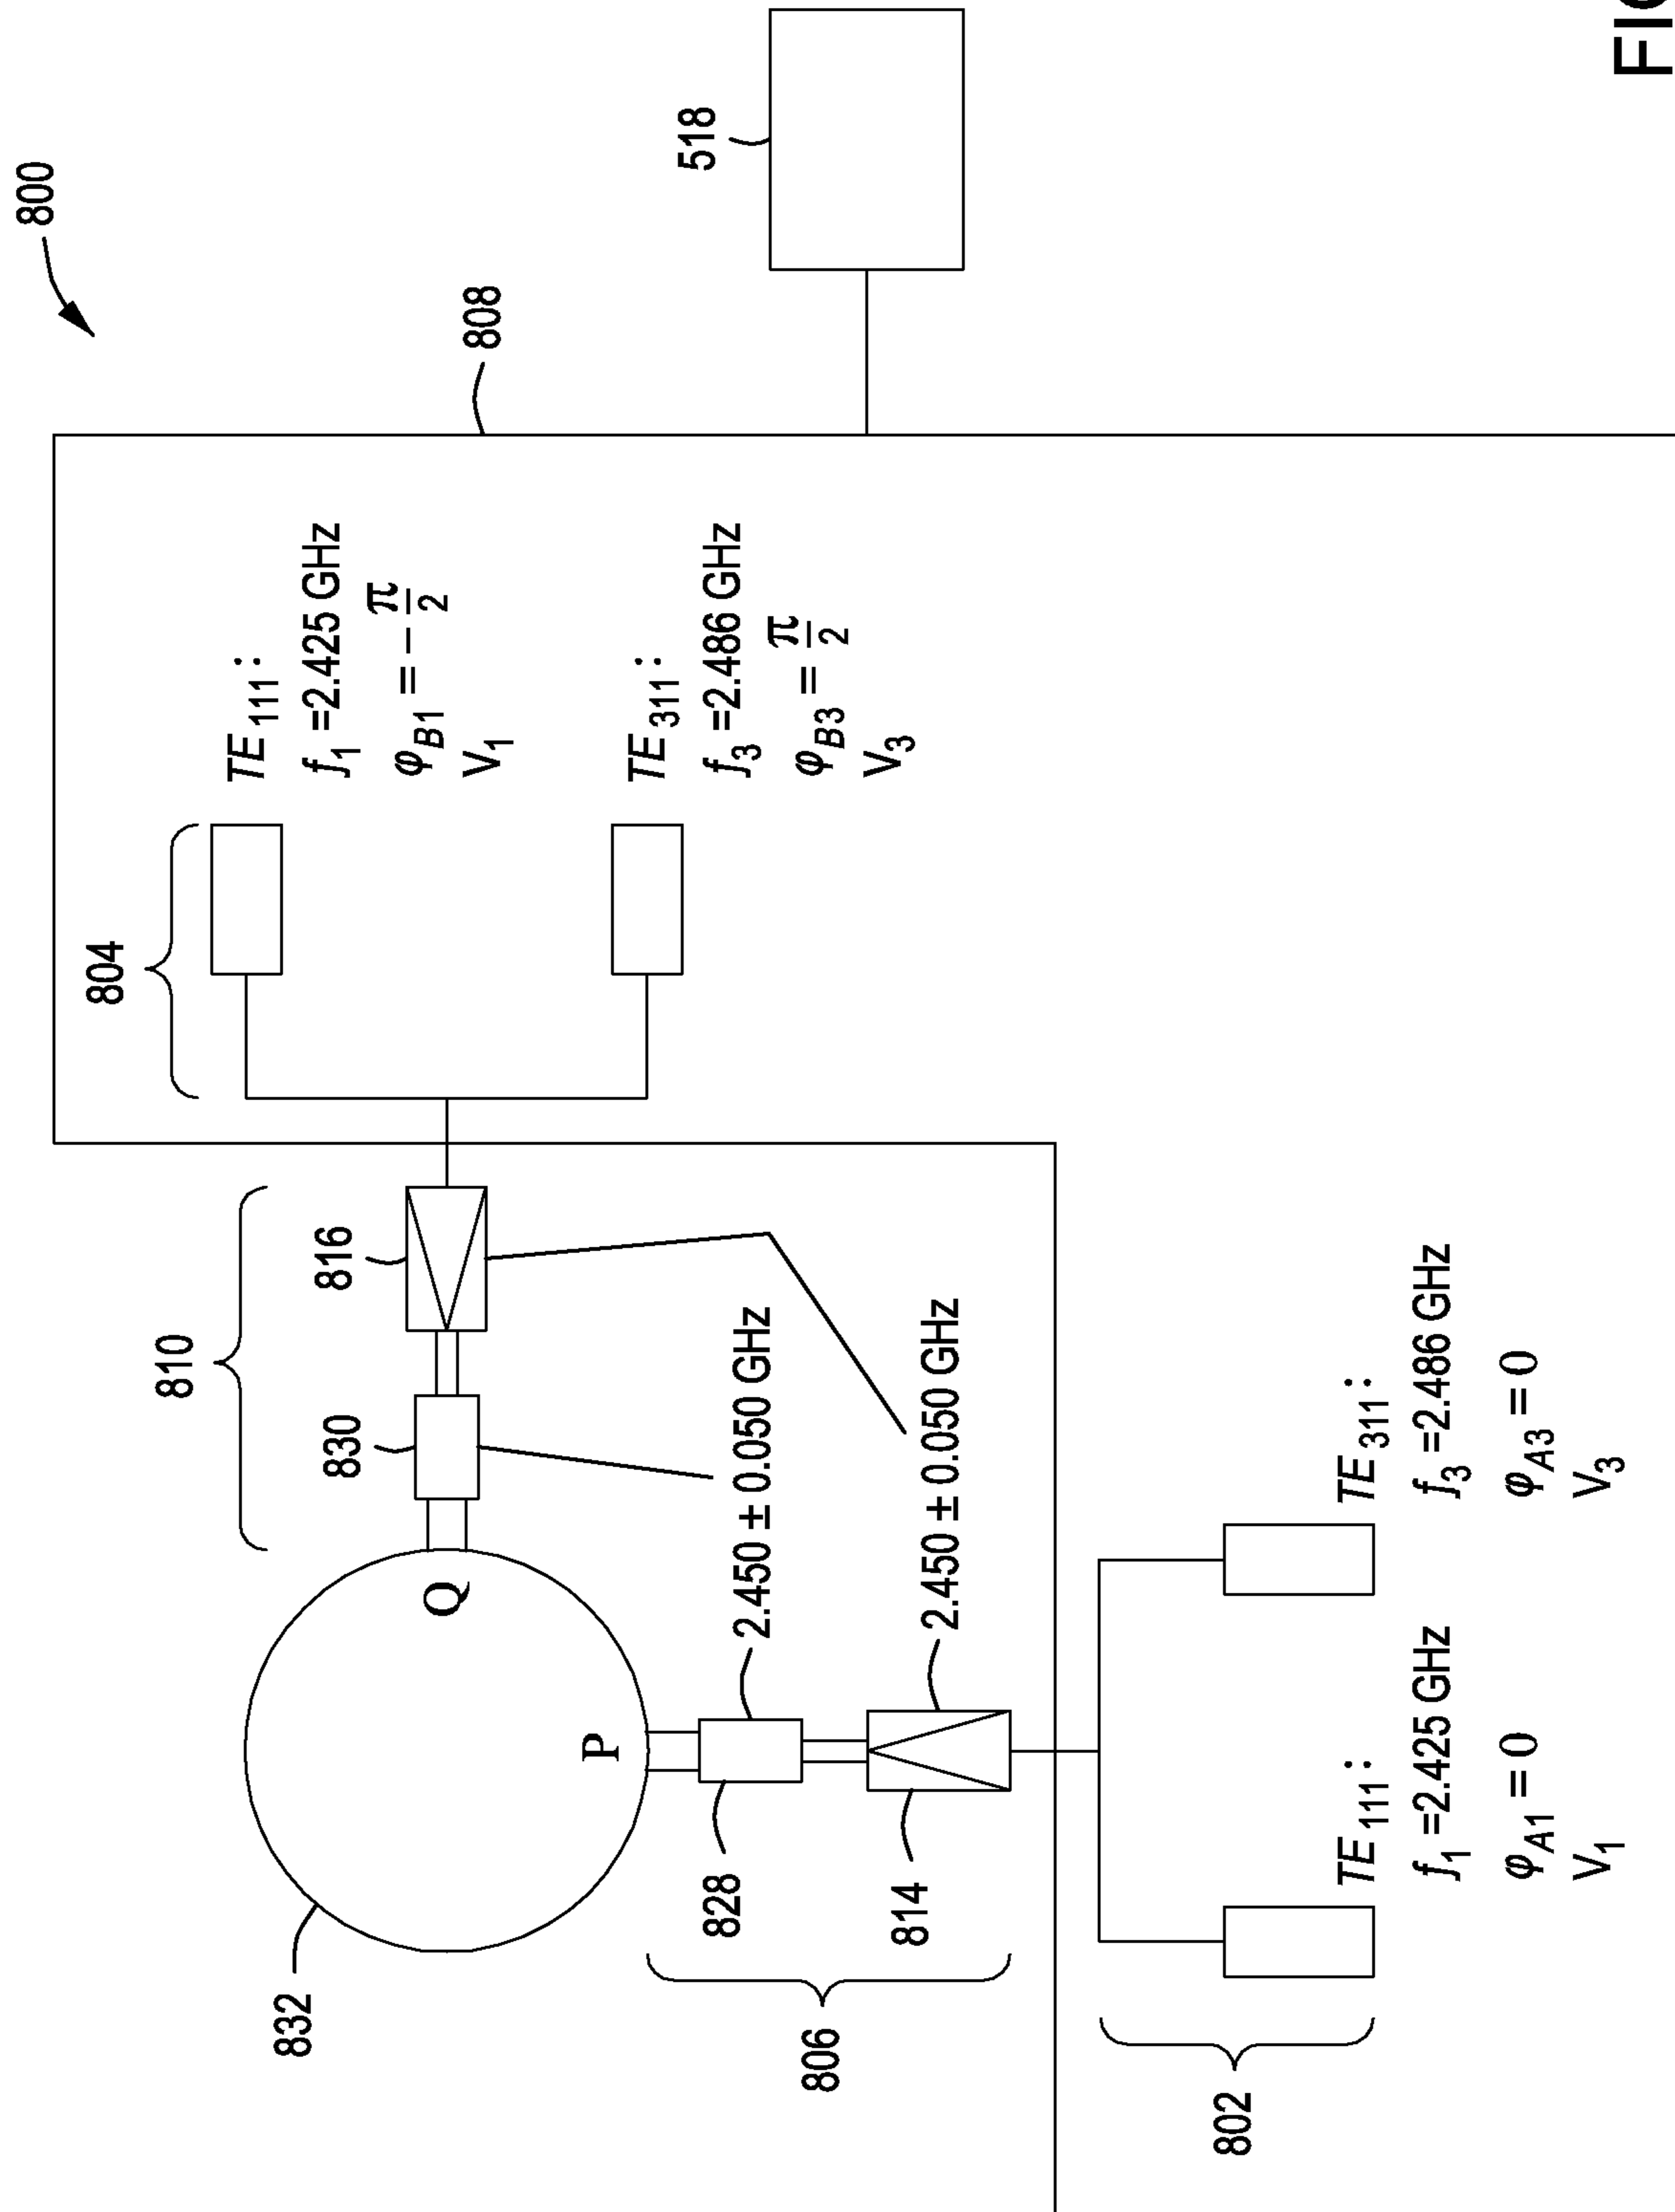 800
808
518
804
TE111:
f1 =2.425 GHz
φB1 = −π/2
V1
TE311:
f3 =2.486 GHz
φB3 = π/2
V3
810
816
830
Q
P
832
2.450 ± 0.050 GHz
2.450 ± 0.050 GHz
828
814
806
802
TE111:
f1 =2.425 GHz
φA1 = 0
V1
TE311:
f3 =2.486 GHz
φA3 = 0
V3